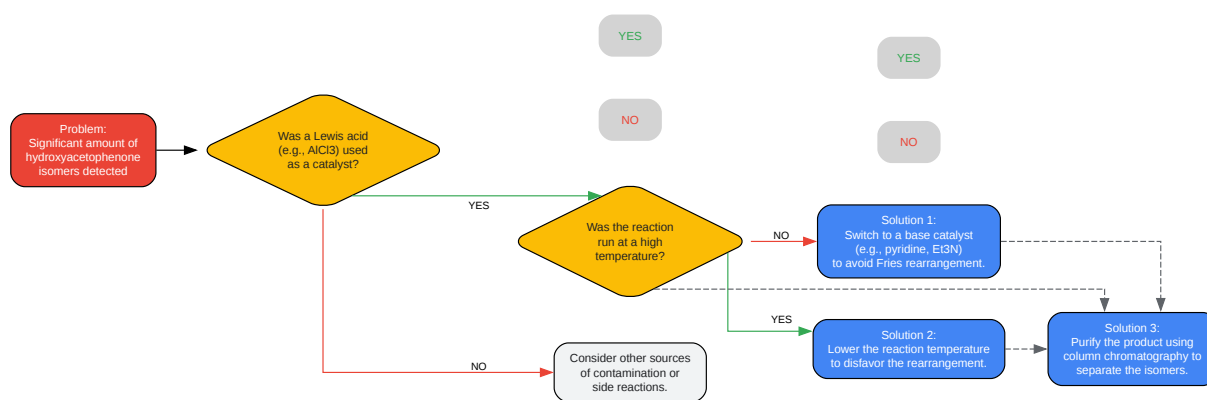 YES
YES
NO
NO
Problem:
Significant amount of
hydroxyacetophenone
isomers detected
Was a Lewis acid
(e.g., AlCl3) used
as a catalyst?
YES
Was the reaction
run at a high
temperature?
NO
Solution 1:
Switch to a base catalyst
(e.g., pyridine, Et3N)
to avoid Fries rearrangement.
YES
Solution 2:
Lower the reaction temperature
to disfavor the rearrangement.
Solution 3:
Purify the product using
column chromatography to
separate the isomers.
NO
Consider other sources
of contamination or
side reactions.